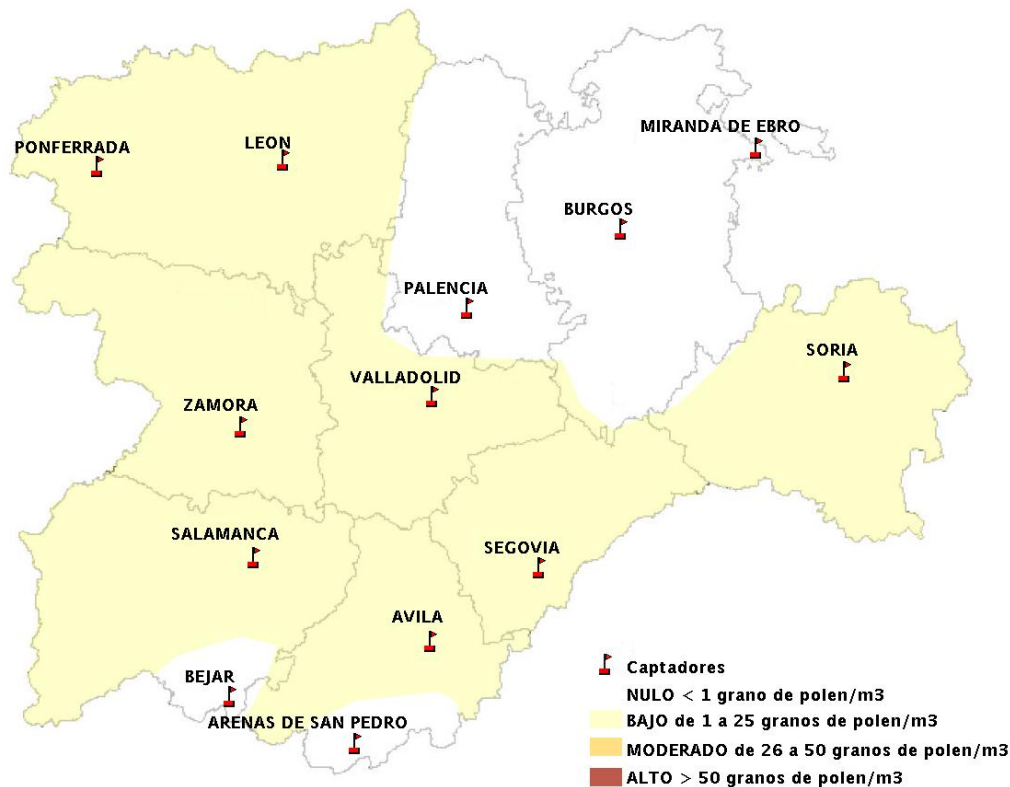 MIRANDA DE EBRO
PONFERRADA
LEON
BURGOS
PALENCIA
SORIA
VALLADOLID
ZAMORA
SALAMANCA
SEGOVIA
AVILA
BEJAR
ARENAS DE SAN PEDRO
Captadores
NULO < 1 grano de polen/m3
BAJO de 1 a 25 granos de polen/m3
MODERADO de 26 a 50 granos de polen/m3
ALTO > 50 granos de polen/m3